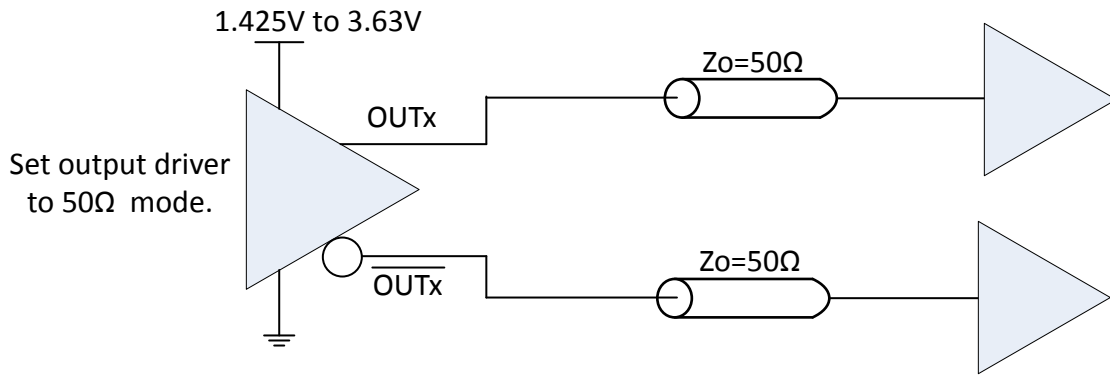 1.425V to 3.63V
Zo=50Ω
OUTx
Set output driver
to 50Ω mode.
Zo=50Ω
OUTx